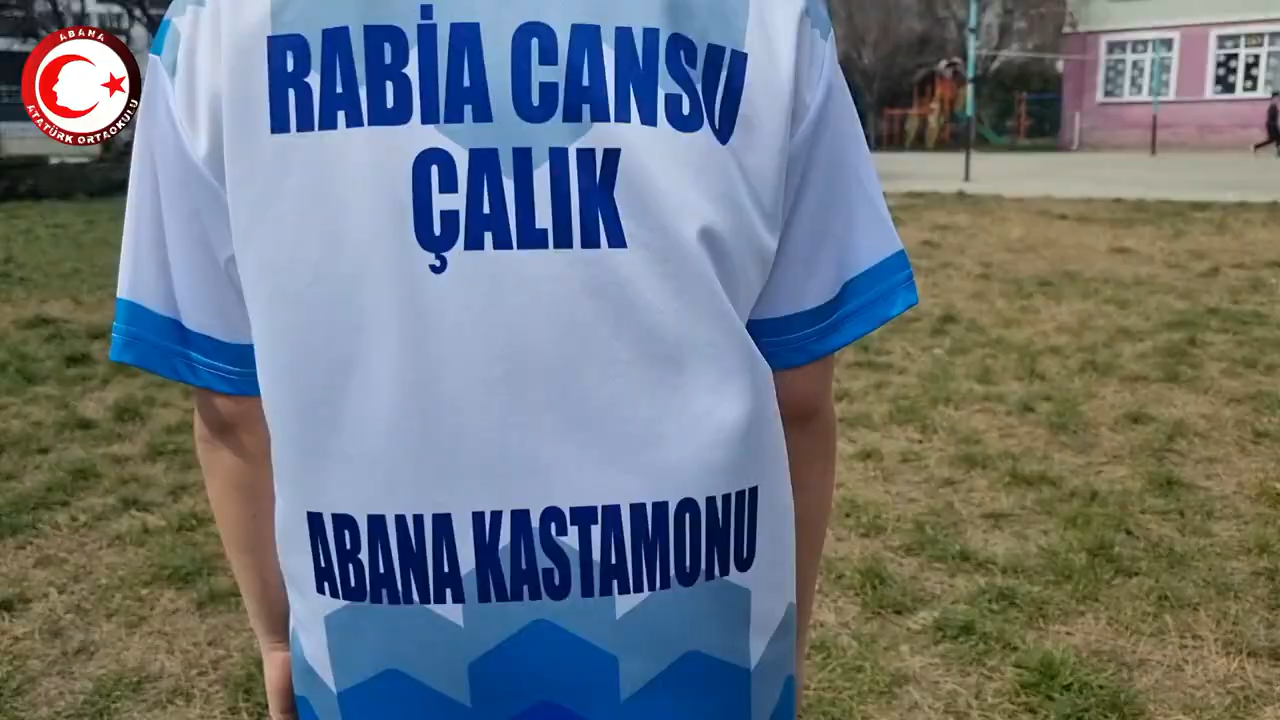 ABANA
ATATÜRK ORTAOKULU
RABİA CANSU
ÇALIK
ABANA KASTAMONU